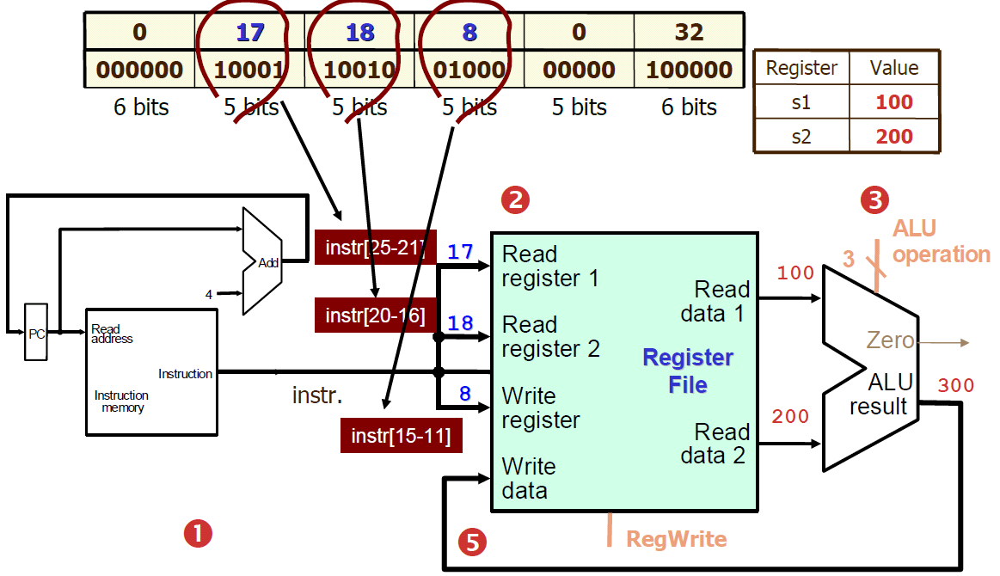 0 17 18 8 0 32
000000 10001 10010 01000 00000 100000
6 bits 5 bits 5 bits 5 bits 5 bits 6 bits
Register Value
s1 100
s2 200
❶
PC
4
Add
Read
address
Instruction
Instruction
memory
instr.
instr[25-21]
instr[20-16]
instr[15-11]
17
18
8
❷
Read
register 1
Read
register 2
Write
register
Write
data
Read
data 1
Register
File
Read
data 2
RegWrite
❸
ALU
operation
3
100
200
Zero
ALU
result
300
❺